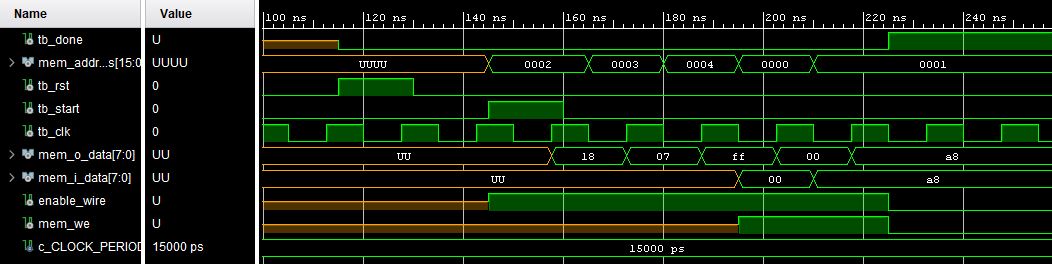 Name Value 100 ns 120 ns 140 ns 160 ns 180 ns 200 ns 220 ns 240 ns
tb_done U
mem_addr...s[15:0 UUUU UUUU 0002 0003 0004 0000 0001
tb_rst 0
tb_start 0
tb_clk 0
mem_o_data[7:0] UU UU 18 07 ff 00 a8
mem_i_data[7:0] UU UU 00 a8
enable_wire U
mem_we U
c_CLOCK_PERIOD 15000 ps 15000 ps